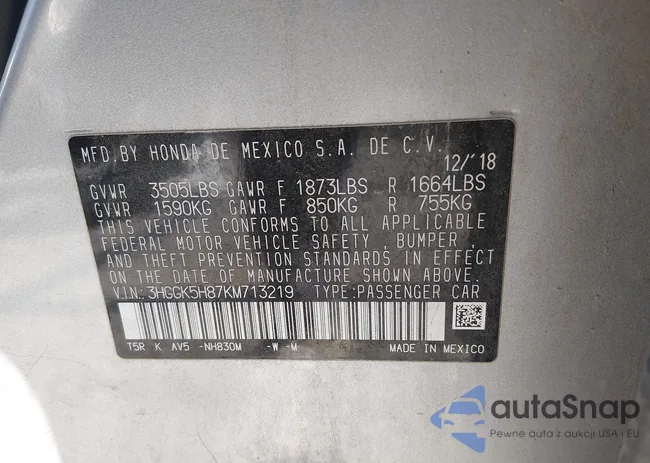 MFD.BY HONDA DE MEXICO S.A. DE C.V.
12/'18
GVWR 3505LBS GAWR F 1873LBS R 1664LBS
GVWR 1590KG GAWR F 850KG R 755KG
THIS VEHICLE CONFORMS TO ALL APPLICABLE
FEDERAL MOTOR VEHICLE SAFETY , BUMPER ,
AND THEFT PREVENTION STANDARDS IN EFFECT
ON THE DATE OF MANUFACTURE SHOWN ABOVE.
V.I.N.: 3HGGK5H87KM713219 TYPE:PASSENGER CAR
T5R K AV5 -NH830M -W -M MADE IN MEXICO
autaSnap
Pewne auta z aukcji USA i EU